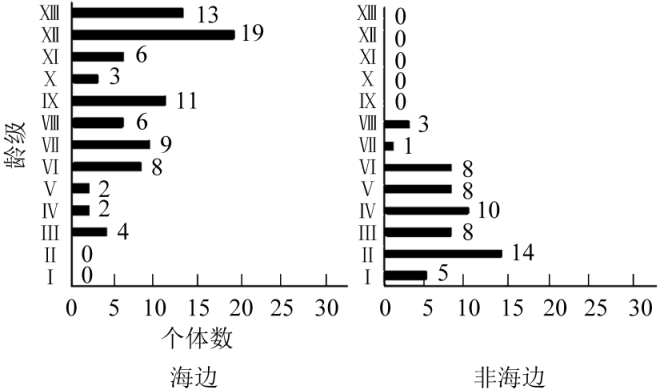 龄级
XIII 13
XII 19
XI 6
X 3
IX 11
VIII 6
VII 9
VI 8
V 2
IV 2
III 4
II 0
I 0
0 5 10 15 20 25 30
个体数
海边
XIII 0
XII 0
XI 0
X 0
IX 0
VIII 3
VII 1
VI 8
V 8
IV 10
III 8
II 14
I 5
0 5 10 15 20 25 30
非海边